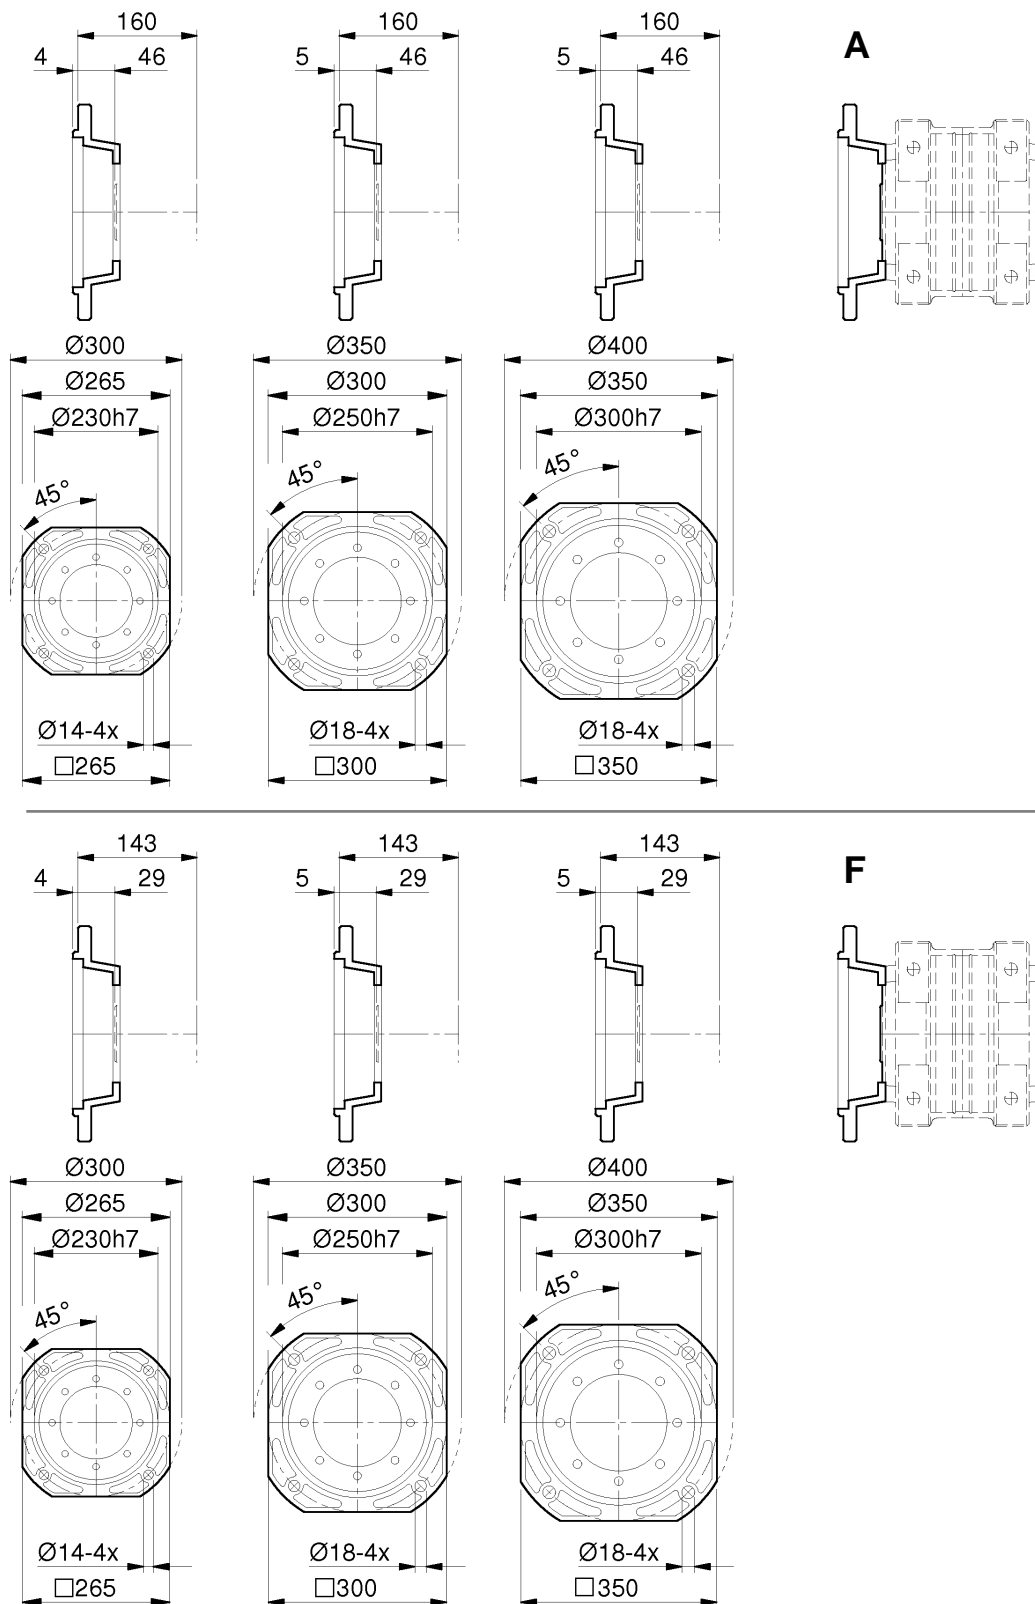 160 160 160 A
4 46 5 46 5 46
Ø300 Ø350 Ø400
Ø265 Ø300 Ø350
Ø230h7 Ø250h7 Ø300h7
45° 45° 45°
Ø14-4x Ø18-4x Ø18-4x
□265 □300 □350
143 143 143 F
4 29 5 29 5 29
Ø300 Ø350 Ø400
Ø265 Ø300 Ø350
Ø230h7 Ø250h7 Ø300h7
45° 45° 45°
Ø14-4x Ø18-4x Ø18-4x
□265 □300 □350